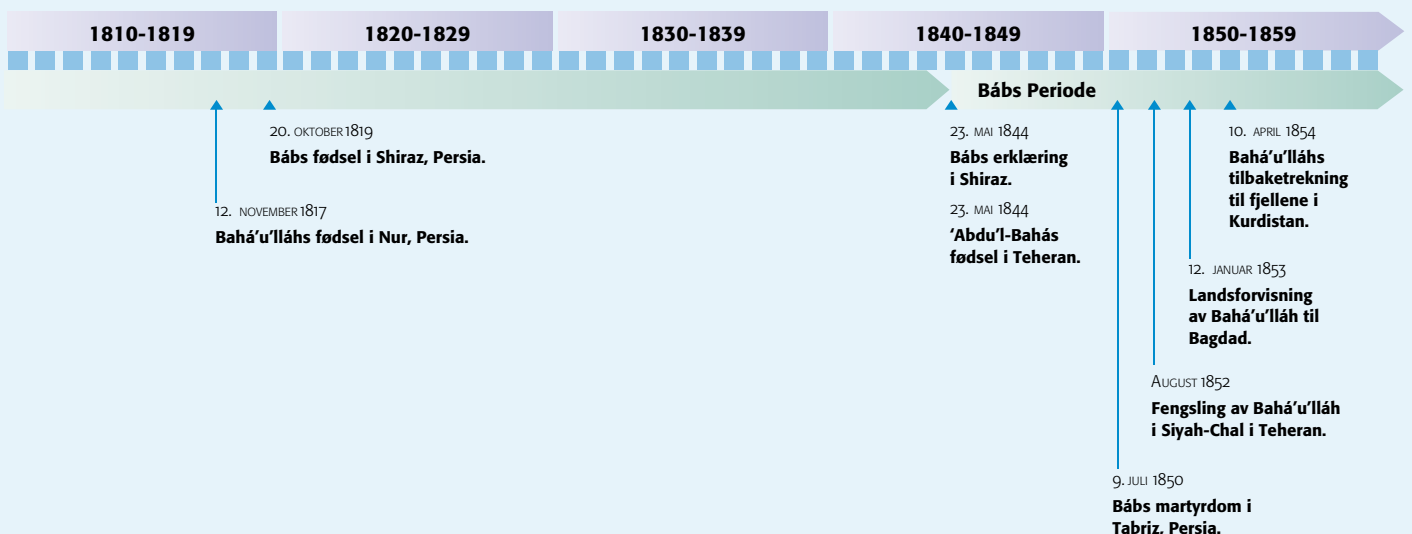 1810-1819
1820-1829
1830-1839
1840-1849
1850-1859
Bábs Periode
20. OKTOBER 1819
Bábs fødsel i Shiraz, Persia.
12. NOVEMBER 1817
Bahá’u’lláhs fødsel i Nur, Persia.
23. MAI 1844
Bábs erklæring
i Shiraz.
23. MAI 1844
‘Abdu’l-Bahás
fødsel i Teheran.
10. APRIL 1854
Bahá’u’lláhs
tilbaketrekning
til fjellene i
Kurdistan.
12. JANUAR 1853
Landsforvisning
av Bahá’u’lláh til
Bagdad.
AUGUST 1852
Fengsling av Bahá’u’lláh
i Siyah-Chal i Teheran.
9. JULI 1850
Bábs martyrdom i
Tabriz, Persia.